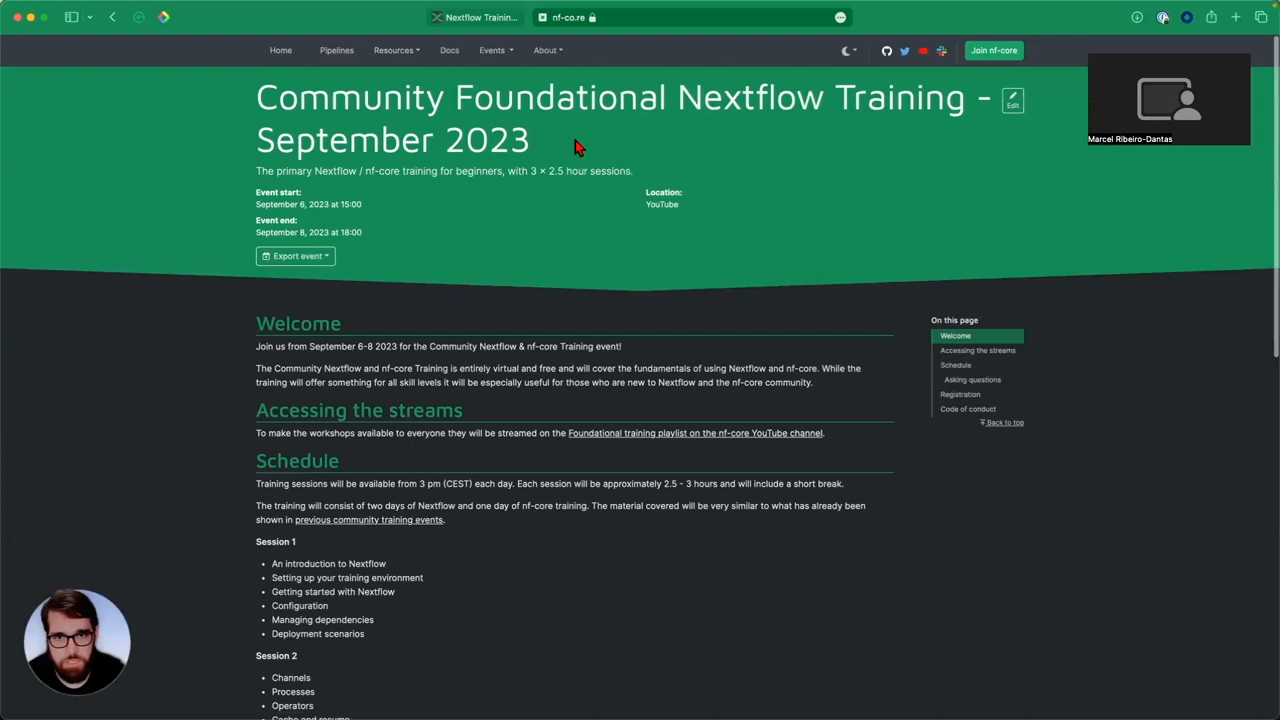 Nextflow Trainin...
nf-co.re
Home
Pipelines
Resources
Docs
Events
About
Join nf-core
Community Foundational Nextflow Training -
September 2023
Edit
Marcel Ribeiro-Dantas
The primary Nextflow / nf-core training for beginners, with 3 × 2.5 hour sessions.
Event start:
September 6, 2023 at 15:00
Location:
YouTube
Event end:
September 8, 2023 at 18:00
Export event
Welcome
Join us from September 6-8 2023 for the Community Nextflow & nf-core Training event!
The Community Nextflow and nf-core Training is entirely virtual and free and will cover the fundamentals of using Nextflow and nf-core. While the
training will offer something for all skill levels it will be especially useful for those who are new to Nextflow and the nf-core community.
Accessing the streams
To make the workshops available to everyone they will be streamed on the Foundational training playlist on the nf-core YouTube channel.
Schedule
Training sessions will be available from 3 pm (CEST) each day. Each session will be approximately 2.5 - 3 hours and will include a short break.
The training will consist of two days of Nextflow and one day of nf-core training. The material covered will be very similar to what has already been
shown in previous community training events.
Session 1
An introduction to Nextflow
Setting up your training environment
Getting started with Nextflow
Configuration
Managing dependencies
Deployment scenarios
Session 2
Channels
Processes
Operators
Cache and resume
On this page
Welcome
Accessing the streams
Schedule
Asking questions
Registration
Code of conduct
Back to top